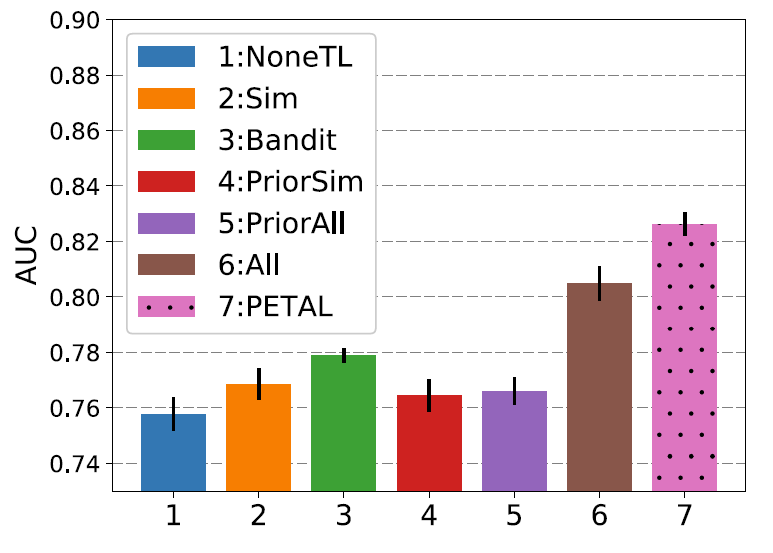 0.90
0.88
0.86
0.84
0.82
0.80
0.78
0.76
0.74
AUC
1:NoneTL
2:Sim
3:Bandit
4:PriorSim
5:PriorAll
6:All
7:PETAL
1 2 3 4 5 6 7